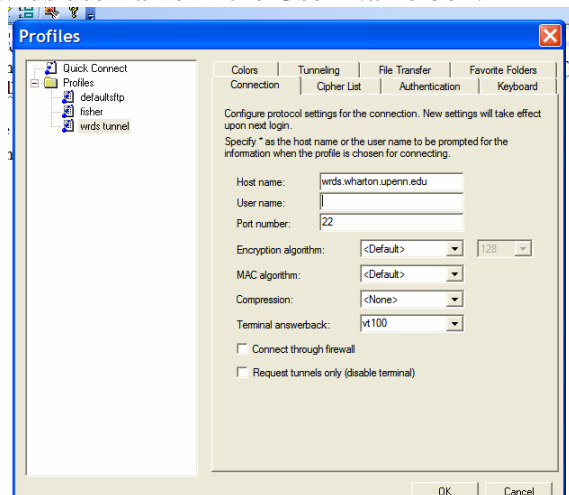 Profiles
Quick Connect
Profiles
defaultsftp
fisher
wrds tunnel
Colors Tunneling File Transfer Favorite Folders
Connection Cipher List Authentication Keyboard
Configure protocol settings for the connection. New settings will take effect
upon next login.
Specify * as the host name or the user name to be prompted for the
information when the profile is chosen for connecting.
Host name: wrds.wharton.upenn.edu
User name:
Port number: 22
Encryption algorithm: <Default> 128
MAC algorithm: <Default>
Compression: <None>
Terminal answerback: vt100
Connect through firewall
Request tunnels only (disable terminal)
OK Cancel